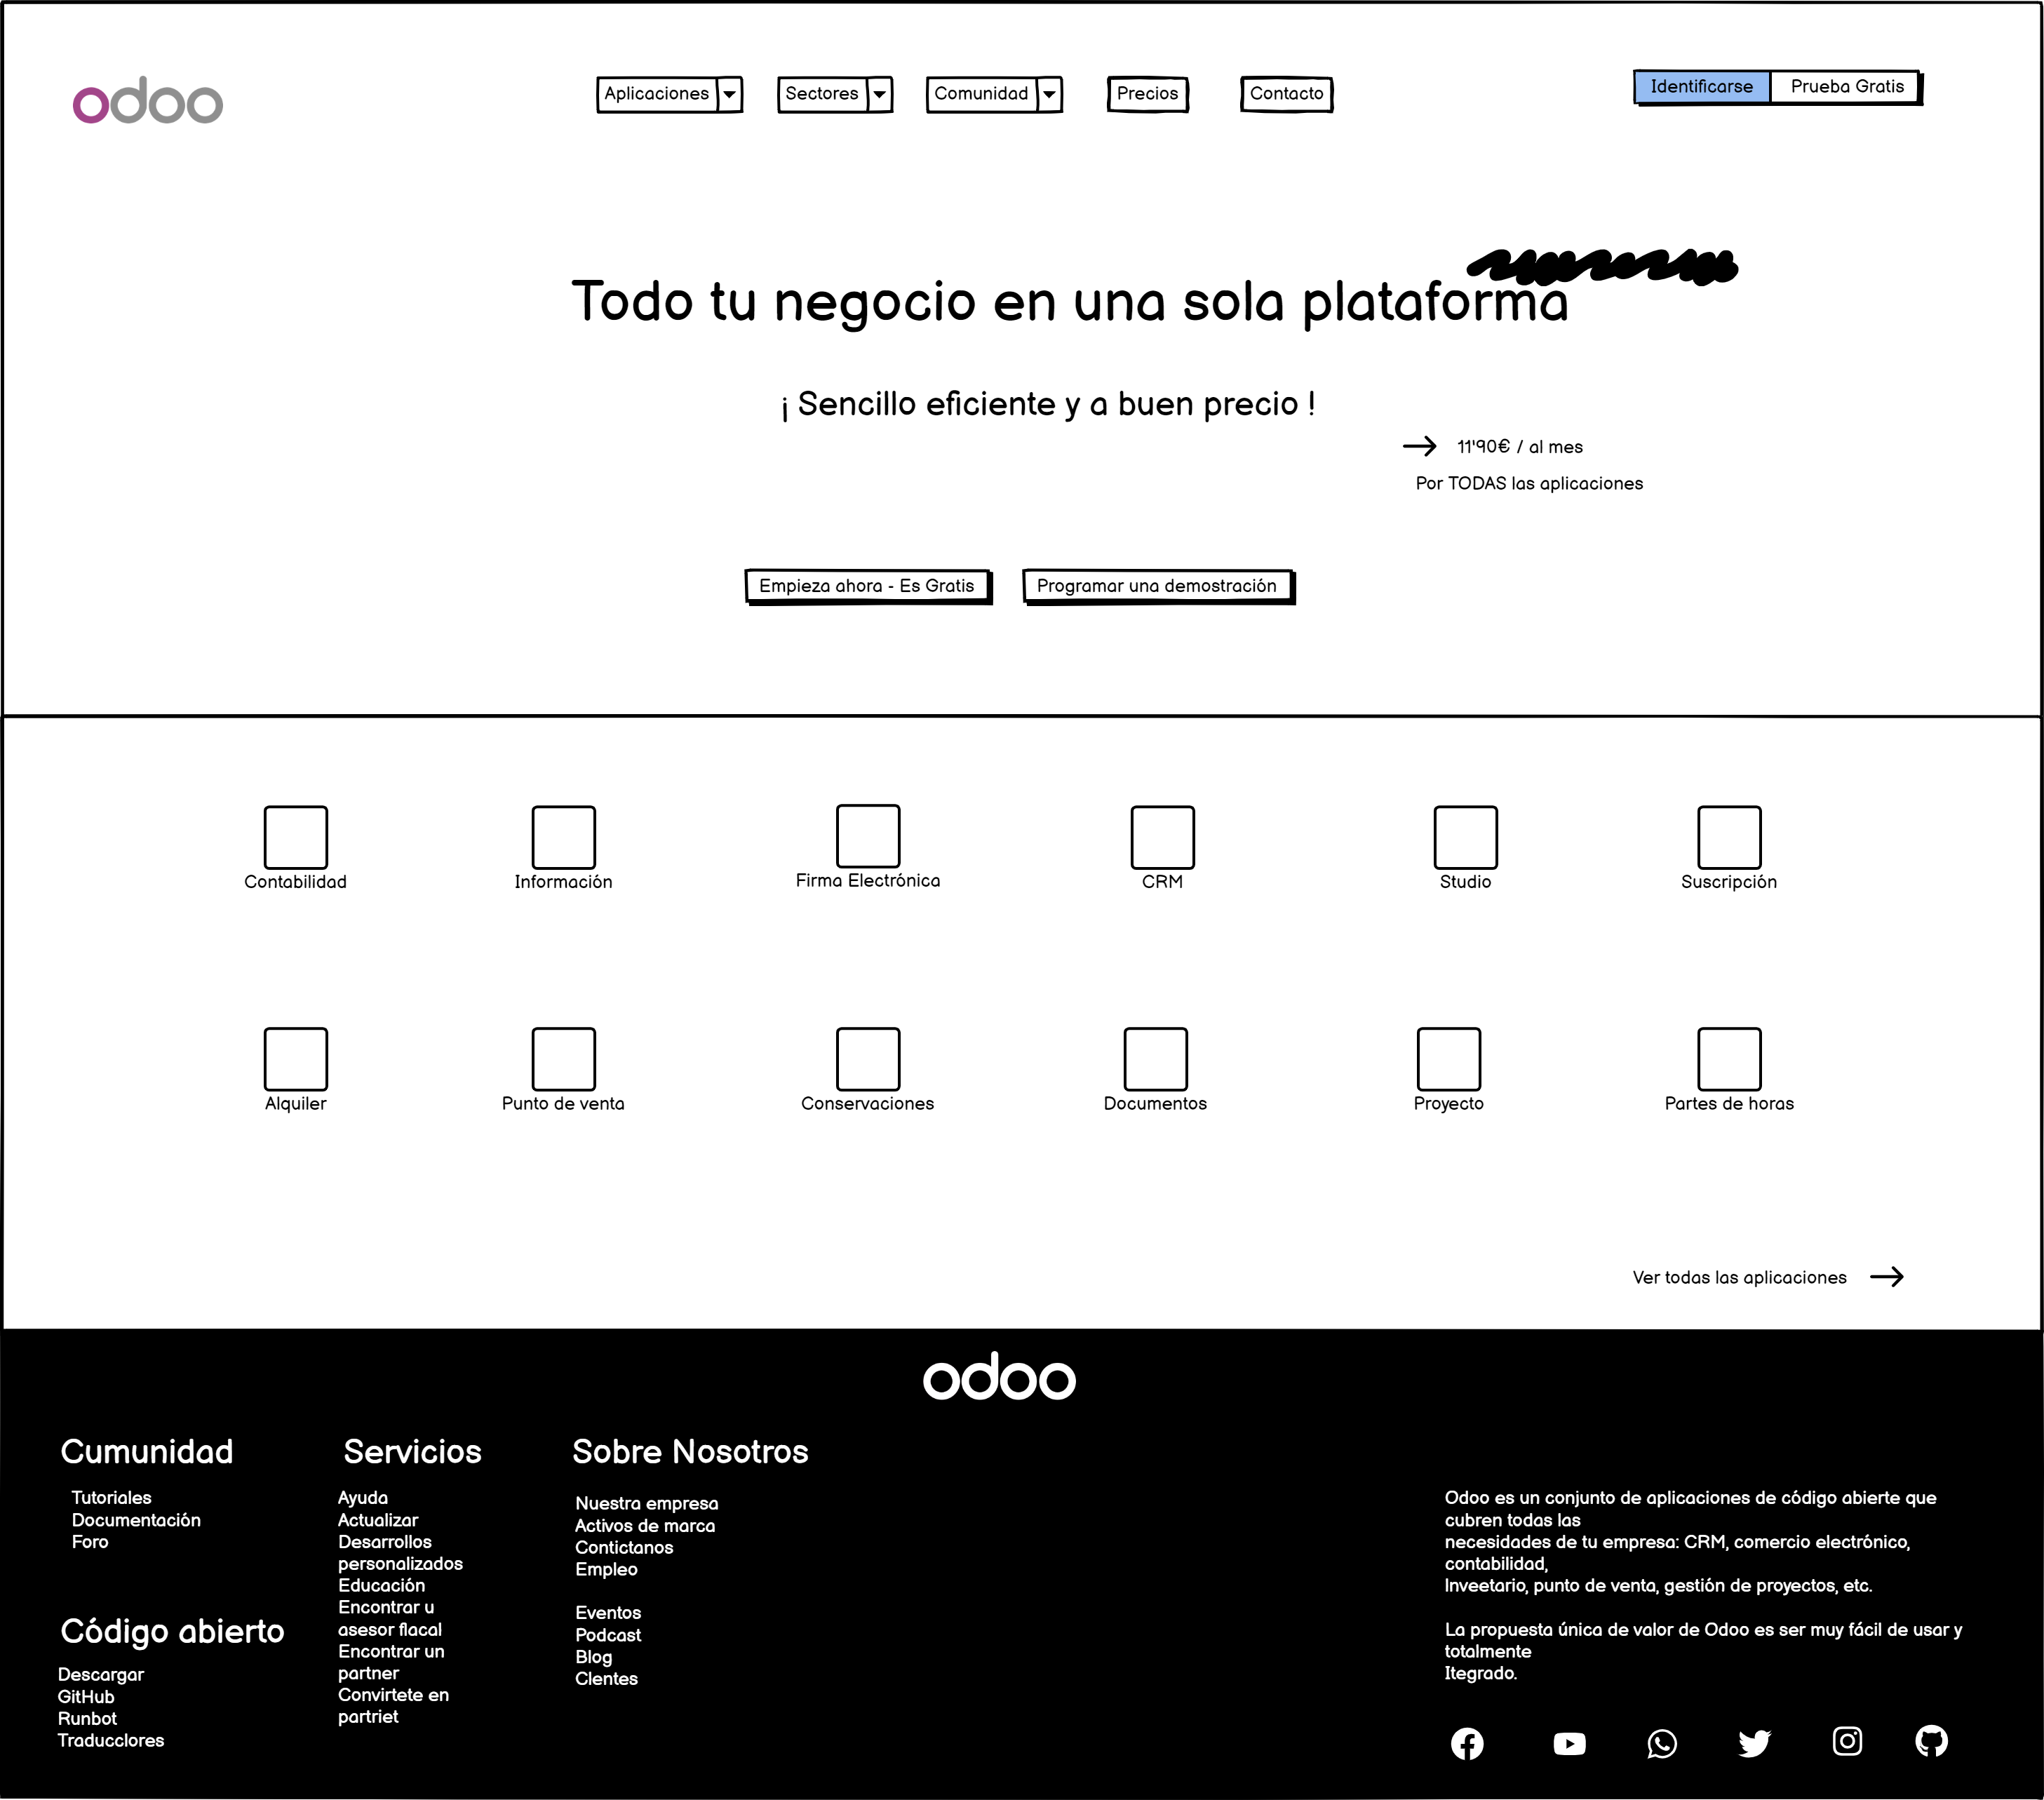 odoo
Aplicaciones Sectores Comunidad Precios Contacto Identificarse Prueba Gratis
Todo tu negocio en una sola plataforma
¡ Sencillo eficiente y a buen precio !
11'90€ / al mes
Por TODAS las aplicaciones
Empieza ahora - Es Gratis Programar una demostración
Contabilidad Información Firma Electrónica CRM Studio Suscripción
Alquiler Punto de venta Conservaciones Documentos Proyecto Partes de horas
Ver todas las aplicaciones
odoo
Cumunidad
Tutoriales
Documentación
Foro
Código abierto
Descargar
GitHub
Runbot
Traducclores
Servicios
Ayuda
Actualizar
Desarrollos
personalizados
Educación
Encontrar u
asesor flacal
Encontrar un
partner
Convirtete en
partriet
Sobre Nosotros
Nuestra empresa
Activos de marca
Contictanos
Empleo
Eventos
Podcast
Blog
Clentes
Odoo es un conjunto de aplicaciones de código abierte que
cubren todas las
necesidades de tu empresa: CRM, comercio electrónico,
contabilidad,
Inveetario, punto de venta, gestión de proyectos, etc.
La propuesta única de valor de Odoo es ser muy fácil de usar y
totalmente
Itegrado.